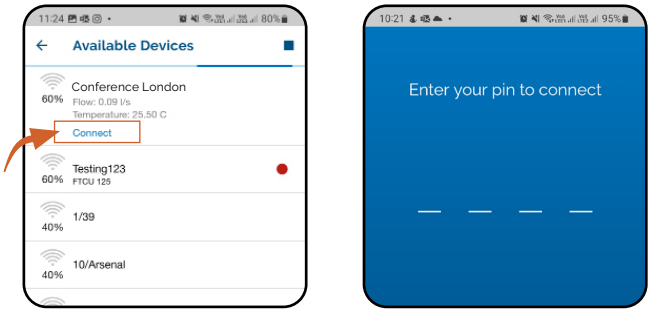 11:24 80%
Available Devices
Conference London
60%
Flow: 0.09 l/s
Temperature: 25.50 C
Connect
Testing123
60% FTCU 125
1/39
40%
10/Arsenal
40%
10:21 95%
Enter your pin to connect